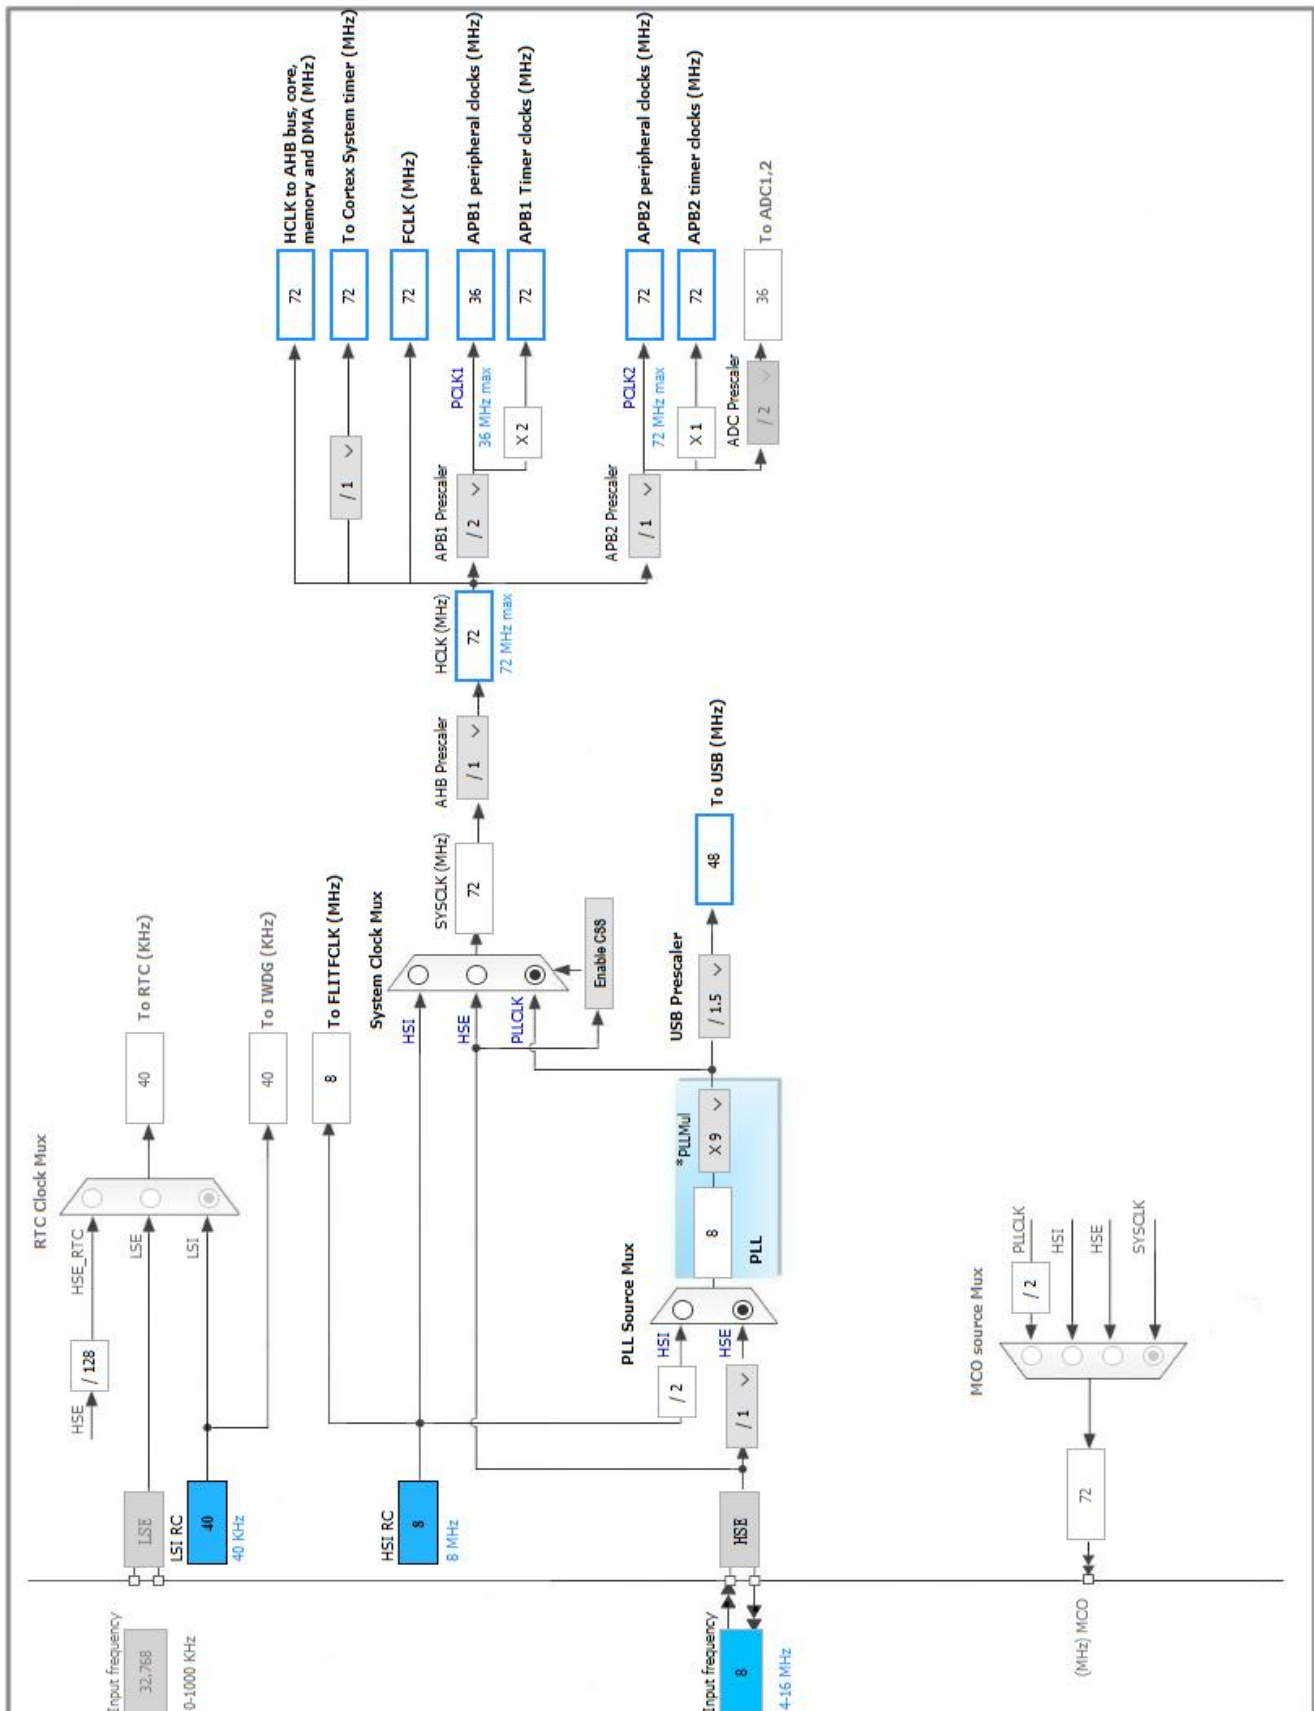 RTC Clock Mux
HSE
/ 128
HSE_RTC
Input frequency
32.768
0-1000 KHz
LSE
LSE
40
To RTC (KHz)
LSI RC
40
40 KHz
LSI
40
To IWDG (KHz)
8
To FLITFCLK (MHz)
HSI RC
8
8 MHz
System Clock Mux
HSI
HSE
PLLCLK
Enable CSS
SYSCLK (MHz)
72
AHB Prescaler
/ 1
HCLK (MHz)
72
72 MHz max
72
HCLK to AHB bus, core,
memory and DMA (MHz)
/ 1
72
To Cortex System timer (MHz)
72
FCLK (MHz)
APB1 Prescaler
/ 2
PCLK1
36 MHz max
36
APB1 peripheral clocks (MHz)
X 2
72
APB1 Timer clocks (MHz)
APB2 Prescaler
/ 1
PCLK2
72 MHz max
72
APB2 peripheral clocks (MHz)
X 1
72
APB2 timer clocks (MHz)
ADC Prescaler
/ 2
36
To ADC1,2
PLL Source Mux
/ 2
HSI
Input frequency
8
4-16 MHz
HSE
/ 1
HSE
8
*PLLMul
X 9
PLL
USB Prescaler
/ 1.5
48
To USB (MHz)
MCO source Mux
(MHz) MCO
72
/ 2
PLLCLK
HSI
HSE
SYSCLK